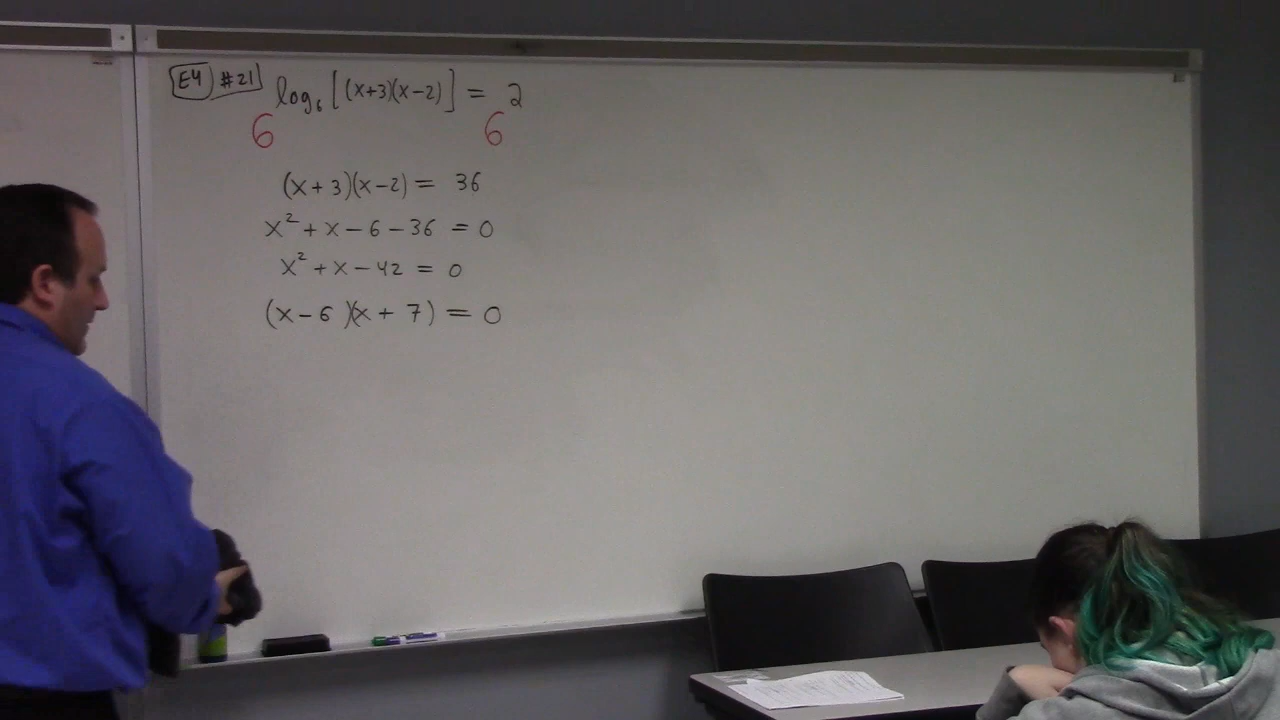 E4 #21 log₆[(x+3)(x-2)] = 2
6 6
(x+3)(x-2) = 36
x² + x - 6 - 36 = 0
x² + x - 42 = 0
(x - 6)(x + 7) = 0